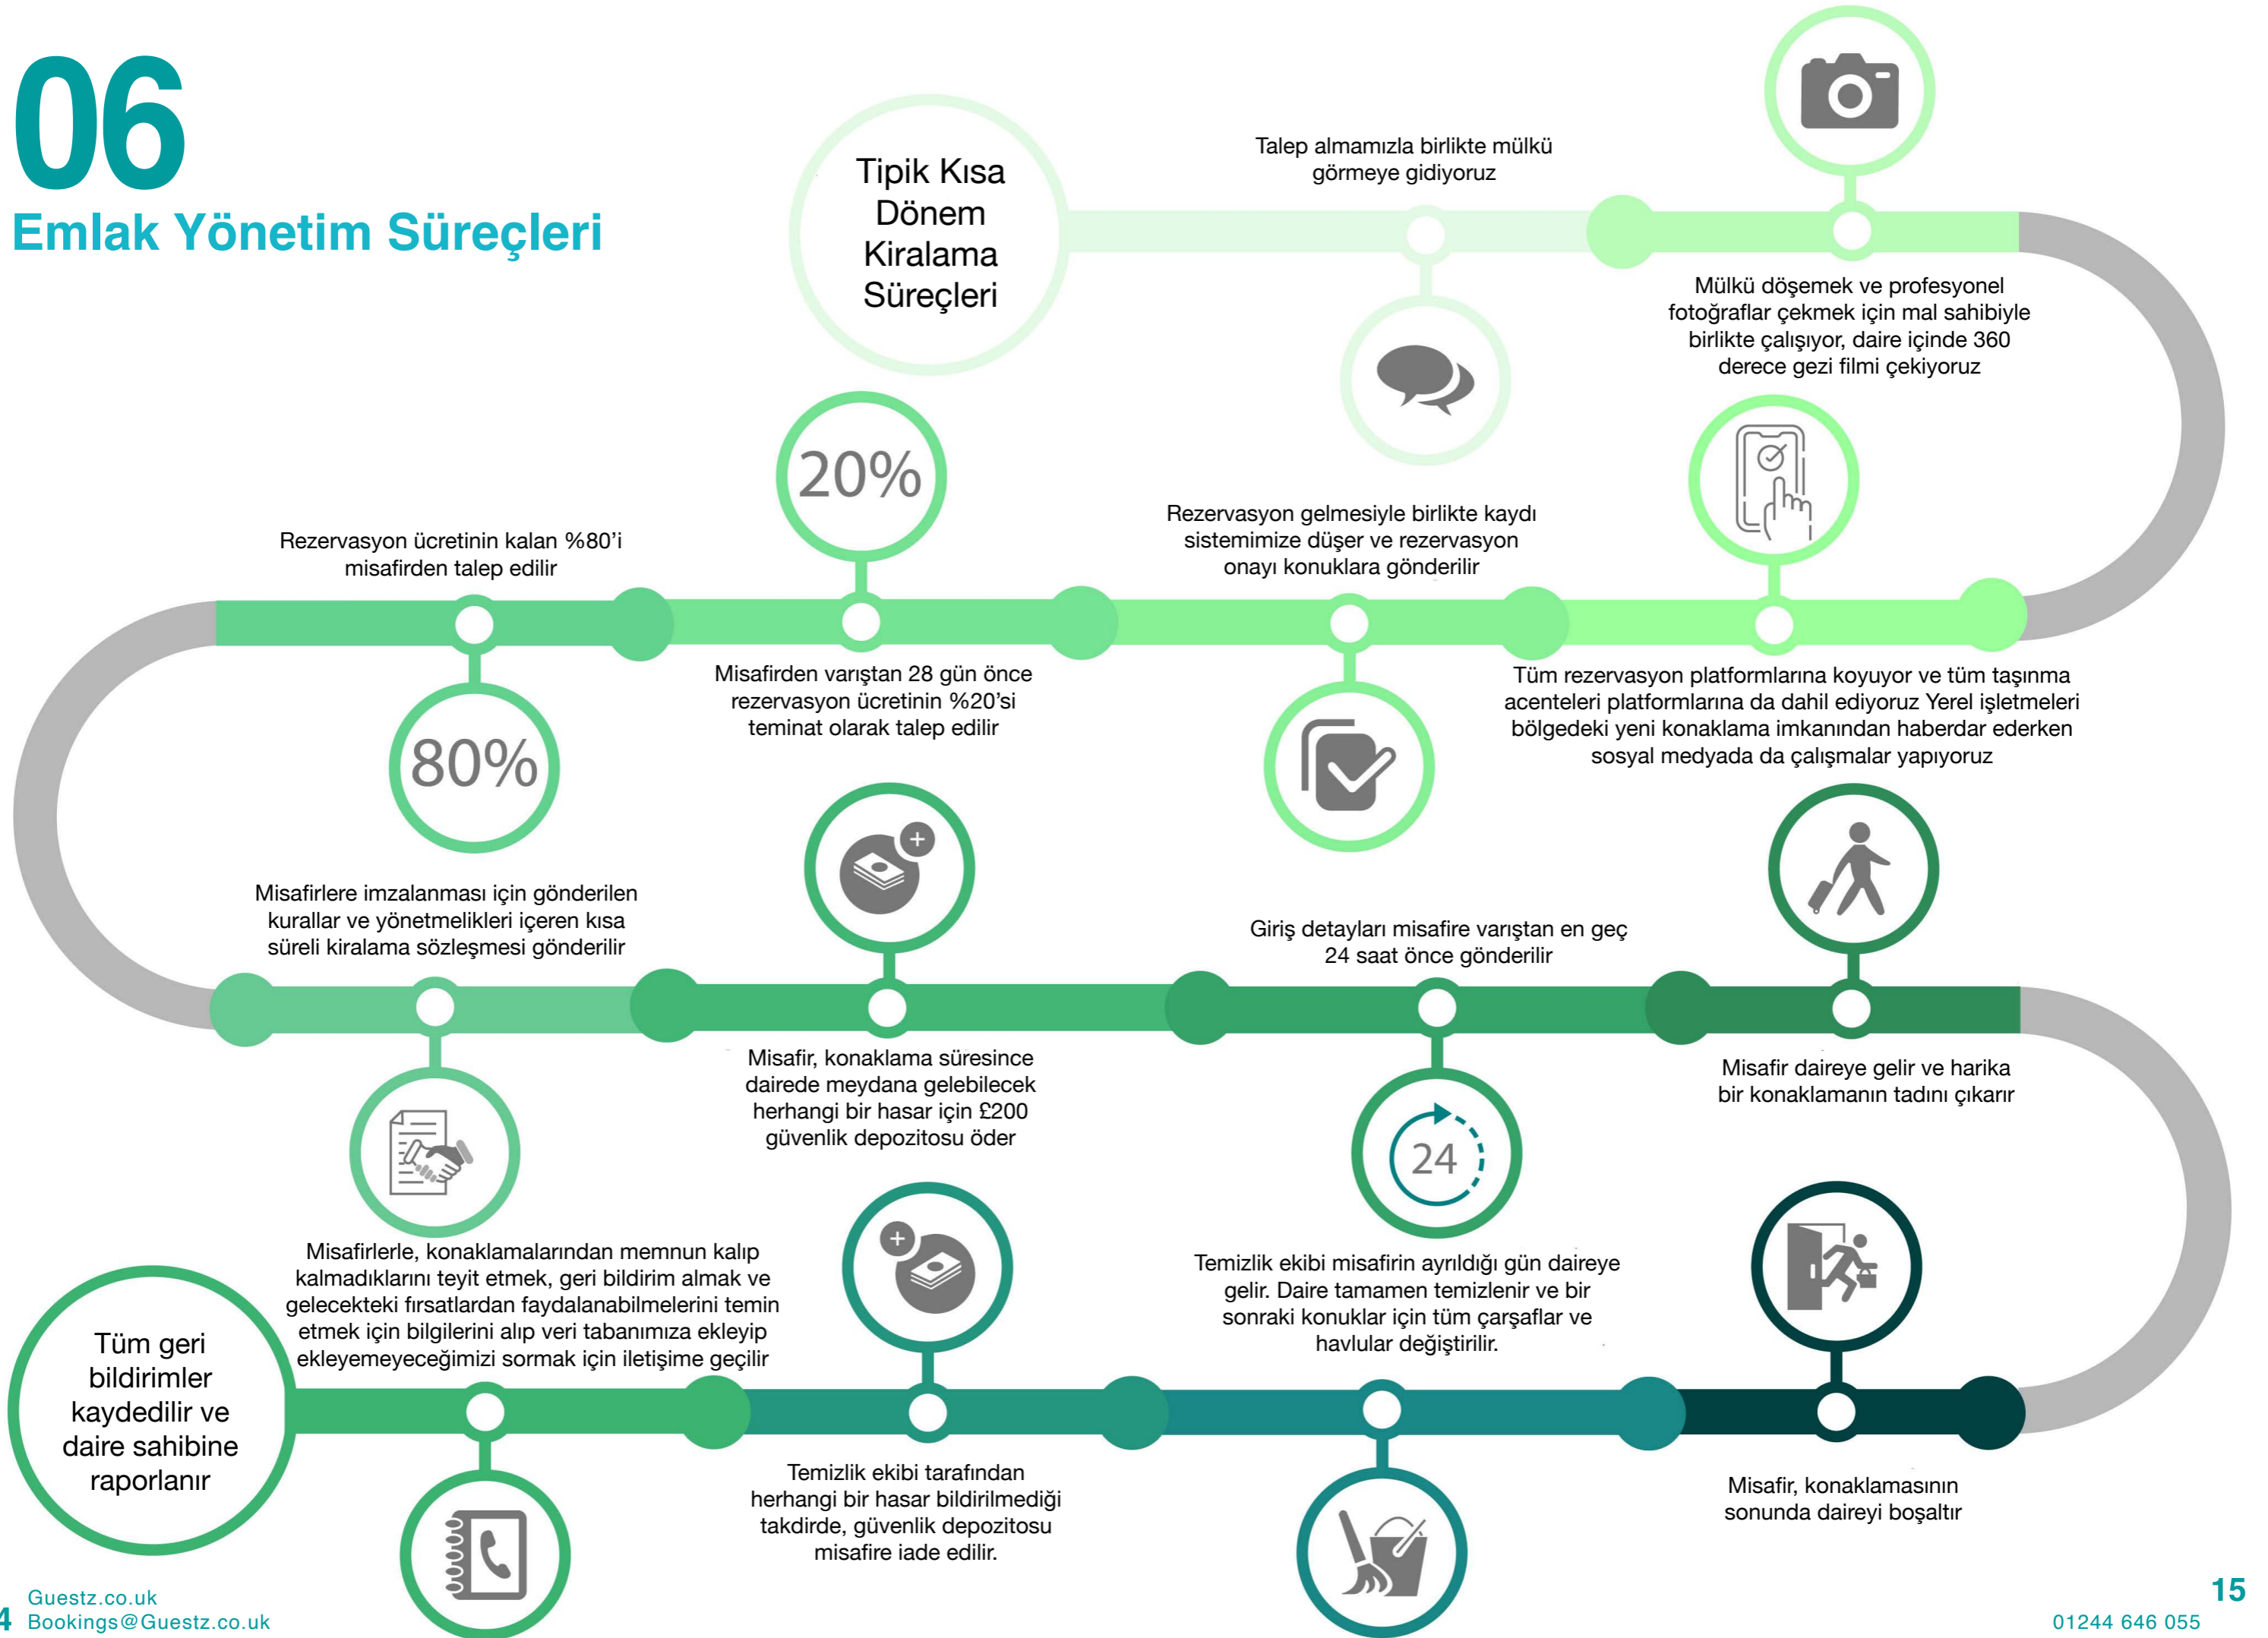 06
Emlak Yönetim Süreçleri
Tipik Kısa
Dönem
Kiralama
Süreçleri
Talep almamızla birlikte mülkü
görmeye gidiyoruz
Mülkü döşemek ve profesyonel
fotoğraflar çekmek için mal sahibiyle
birlikte çalışıyor, daire içinde 360
derece gezi filmi çekiyoruz
Tüm rezervasyon platformlarına koyuyor ve tüm taşınma
acenteleri platformlarına da dahil ediyoruz Yerel işletmeleri
bölgedeki yeni konaklama imkanından haberdar ederken
sosyal medyada da çalışmalar yapıyoruz
Rezervasyon gelmesiyle birlikte kaydı
sistemimize düşer ve rezervasyon
onayı konuklara gönderilir
20%
Misafirden varıştan 28 gün önce
rezervasyon ücretinin %20’si
teminat olarak talep edilir
Rezervasyon ücretinin kalan %80’i
misafirden talep edilir
80%
Misafirlere imzalanması için gönderilen
kurallar ve yönetmelikleri içeren kısa
süreli kiralama sözleşmesi gönderilir
Misafir, konaklama süresince
dairede meydana gelebilecek
herhangi bir hasar için £200
güvenlik depozitosu öder
Giriş detayları misafire varıştan en geç
24 saat önce gönderilir
24
Misafir daireye gelir ve harika
bir konaklamanın tadını çıkarır
Misafir, konaklamasının
sonunda daireyi boşaltır
Temizlik ekibi misafirin ayrıldığı gün daireye
gelir. Daire tamamen temizlenir ve bir
sonraki konuklar için tüm çarşaflar ve
havlular değiştirilir.
Temizlik ekibi tarafından
herhangi bir hasar bildirilmediği
takdirde, güvenlik depozitosu
misafire iade edilir.
Misafirlerle, konaklamalarından memnun kalıp
kalmadıklarını teyit etmek, geri bildirim almak ve
gelecekteki fırsatlardan faydalanabilmelerini temin
etmek için bilgilerini alıp veri tabanımıza ekleyip
ekleyemeyeceğimizi sormak için iletişime geçilir
Tüm geri
bildirimler
kaydedilir ve
daire sahibine
raporlanır
4
Guestz.co.uk
Bookings@Guestz.co.uk
15
01244 646 055